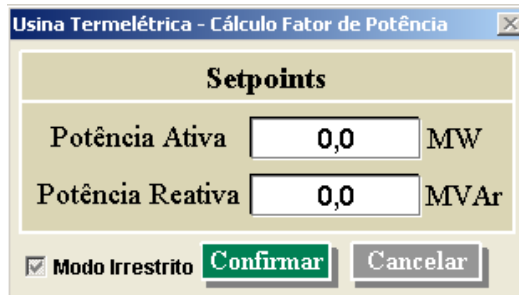 Usina Termelétrica - Cálculo Fator de Potência
Setpoints
Potência Ativa 0,0 MW
Potência Reativa 0,0 MVAr
Modo Irrestrito Confirmar Cancelar